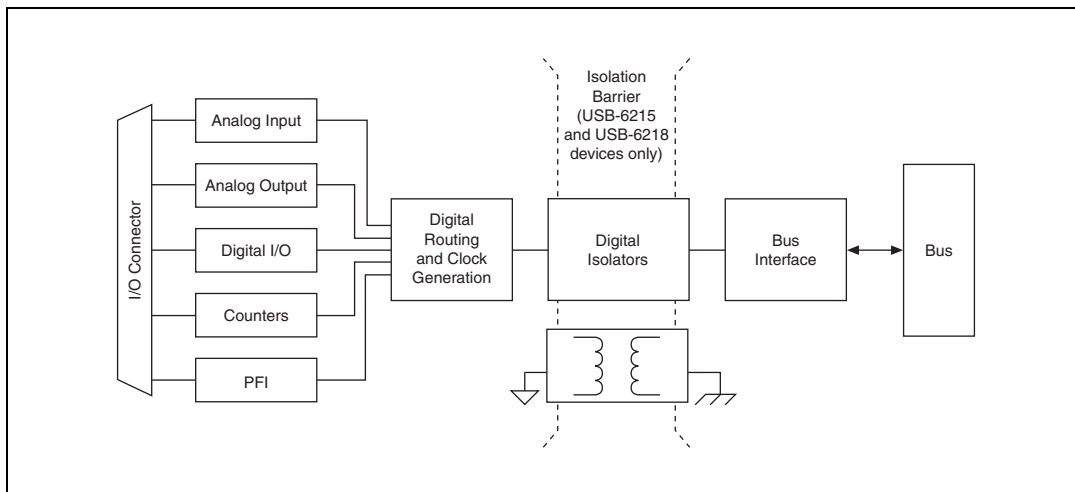 I/O Connector
Analog Input
Analog Output
Digital I/O
Counters
PFI
Digital
Routing
and Clock
Generation
Isolation
Barrier
(USB-6215
and USB-6218
devices only)
Digital
Isolators
Bus
Interface
Bus